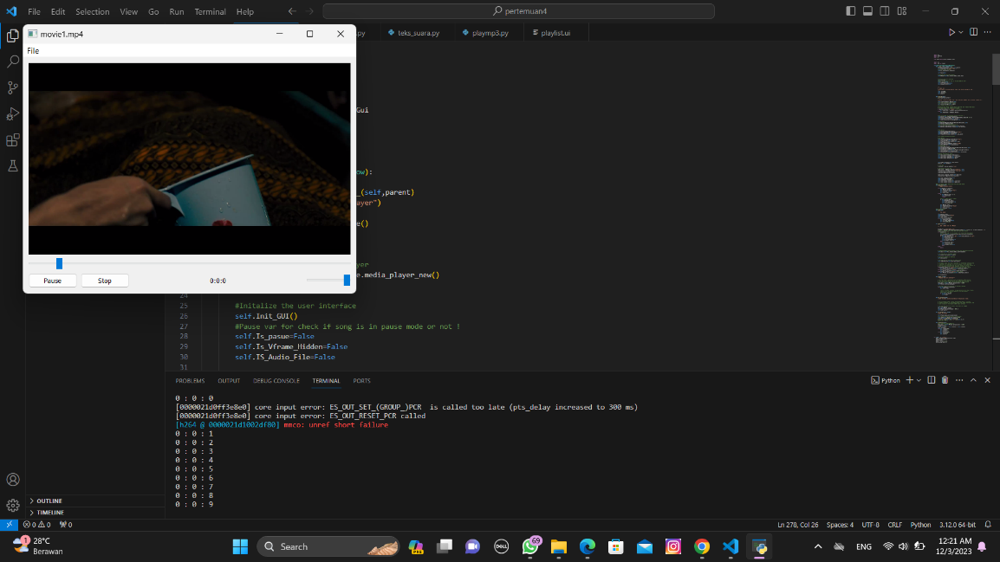 File Edit Selection View Go Run Terminal Help
pertemuan4
movie1.mp4
File
Pause Stop 0:0:0
.py teks_suara.py playmp3.py playlist.ui
Gui
ow):
_(self,parent)
ayer")
e()
yer
e.media_player_new()
24
25 #Initalize the user interface
26 self.Init_GUI()
27 #Pause var for check if song is in pause mode or not !
28 self.Is_pasue=False
29 self.Is_Vframe_Hidden=False
30 self.IS_Audio_File=False
31
PROBLEMS OUTPUT DEBUG CONSOLE TERMINAL PORTS
Python
0 : 0 : 0
[0000021d0ff3e8e0] core input error: ES_OUT_SET_(GROUP_)PCR is called too late (pts_delay increased to 300 ms)
[0000021d0ff3e8e0] core input error: ES_OUT_RESET_PCR called
[h264 @ 0000021d1002df80] mmco: unref short failure
0 : 0 : 1
0 : 0 : 2
0 : 0 : 3
0 : 0 : 4
0 : 0 : 5
0 : 0 : 6
0 : 0 : 7
0 : 0 : 8
0 : 0 : 9
OUTLINE
TIMELINE
0 0 0 Ln 278, Col 26 Spaces: 4 UTF-8 CRLF Python 3.12.0 64-bit
1 28°C
Berawan
Search
PRE
DELL
69
ENG
12:21 AM
12/3/2023